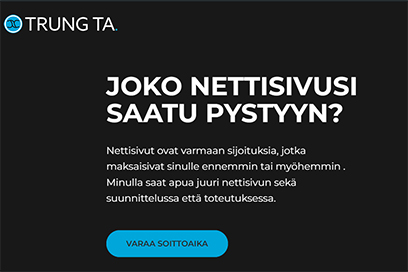 TRUNG TA.
JOKO NETTISIVUSI
SAATU PYSTYYN?
Nettisivut ovat varmaan sijoituksia, jotka
maksaisivat sinulle ennemmin tai myöhemmin .
Minulla saat apua juuri nettisivun sekä
suunnittelussa että toteutuksessa.
VARAA SOITTOAIKA